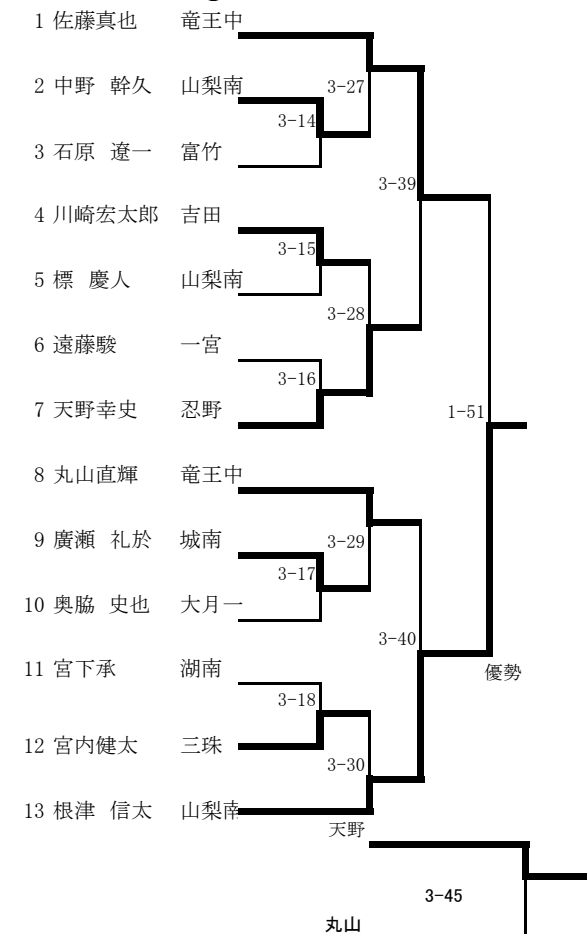 1 佐藤真也 竜王中
2 中野 幹久 山梨南
3-27
3-14
3 石原 遼一 富竹
3-39
4 川崎宏太郎 吉田
3-15
5 標 慶人 山梨南
3-28
6 遠藤駿 一宮
3-16
7 天野幸史 忍野
1-51
8 丸山直輝 竜王中
9 廣瀬 礼於 城南
3-29
3-17
10 奥脇 史也 大月一
3-40
11 宮下承 湖南
優勢
3-18
12 宮内健太 三珠
3-30
13 根津 信太 山梨南
天野
3-45
丸山